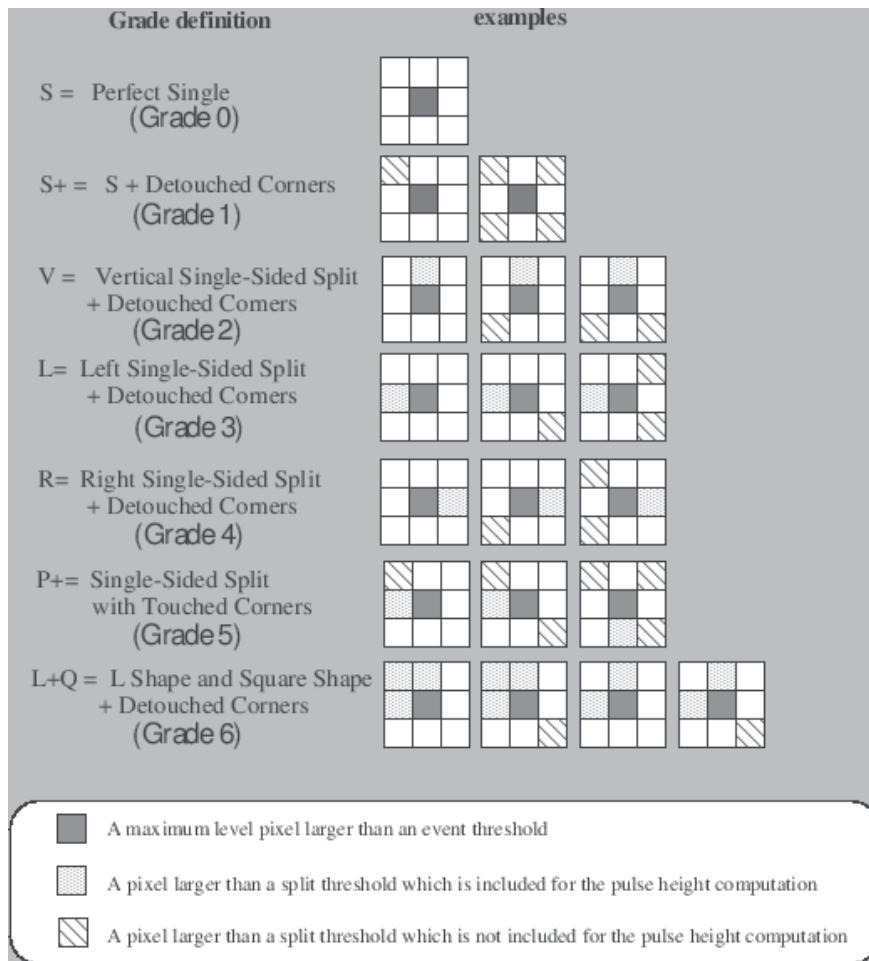 Grade definition
examples
S = Perfect Single
(Grade 0)
S+ = S + Detouched Corners
(Grade 1)
V = Vertical Single-Sided Split
+ Detouched Corners
(Grade 2)
L= Left Single-Sided Split
+ Detouched Corners
(Grade 3)
R= Right Single-Sided Split
+ Detouched Corners
(Grade 4)
P+= Single-Sided Split
with Touched Corners
(Grade 5)
L+Q = L Shape and Square Shape
+ Detouched Corners
(Grade 6)
A maximum level pixel larger than an event threshold
A pixel larger than a split threshold which is included for the pulse height computation
A pixel larger than a split threshold which is not included for the pulse height computation